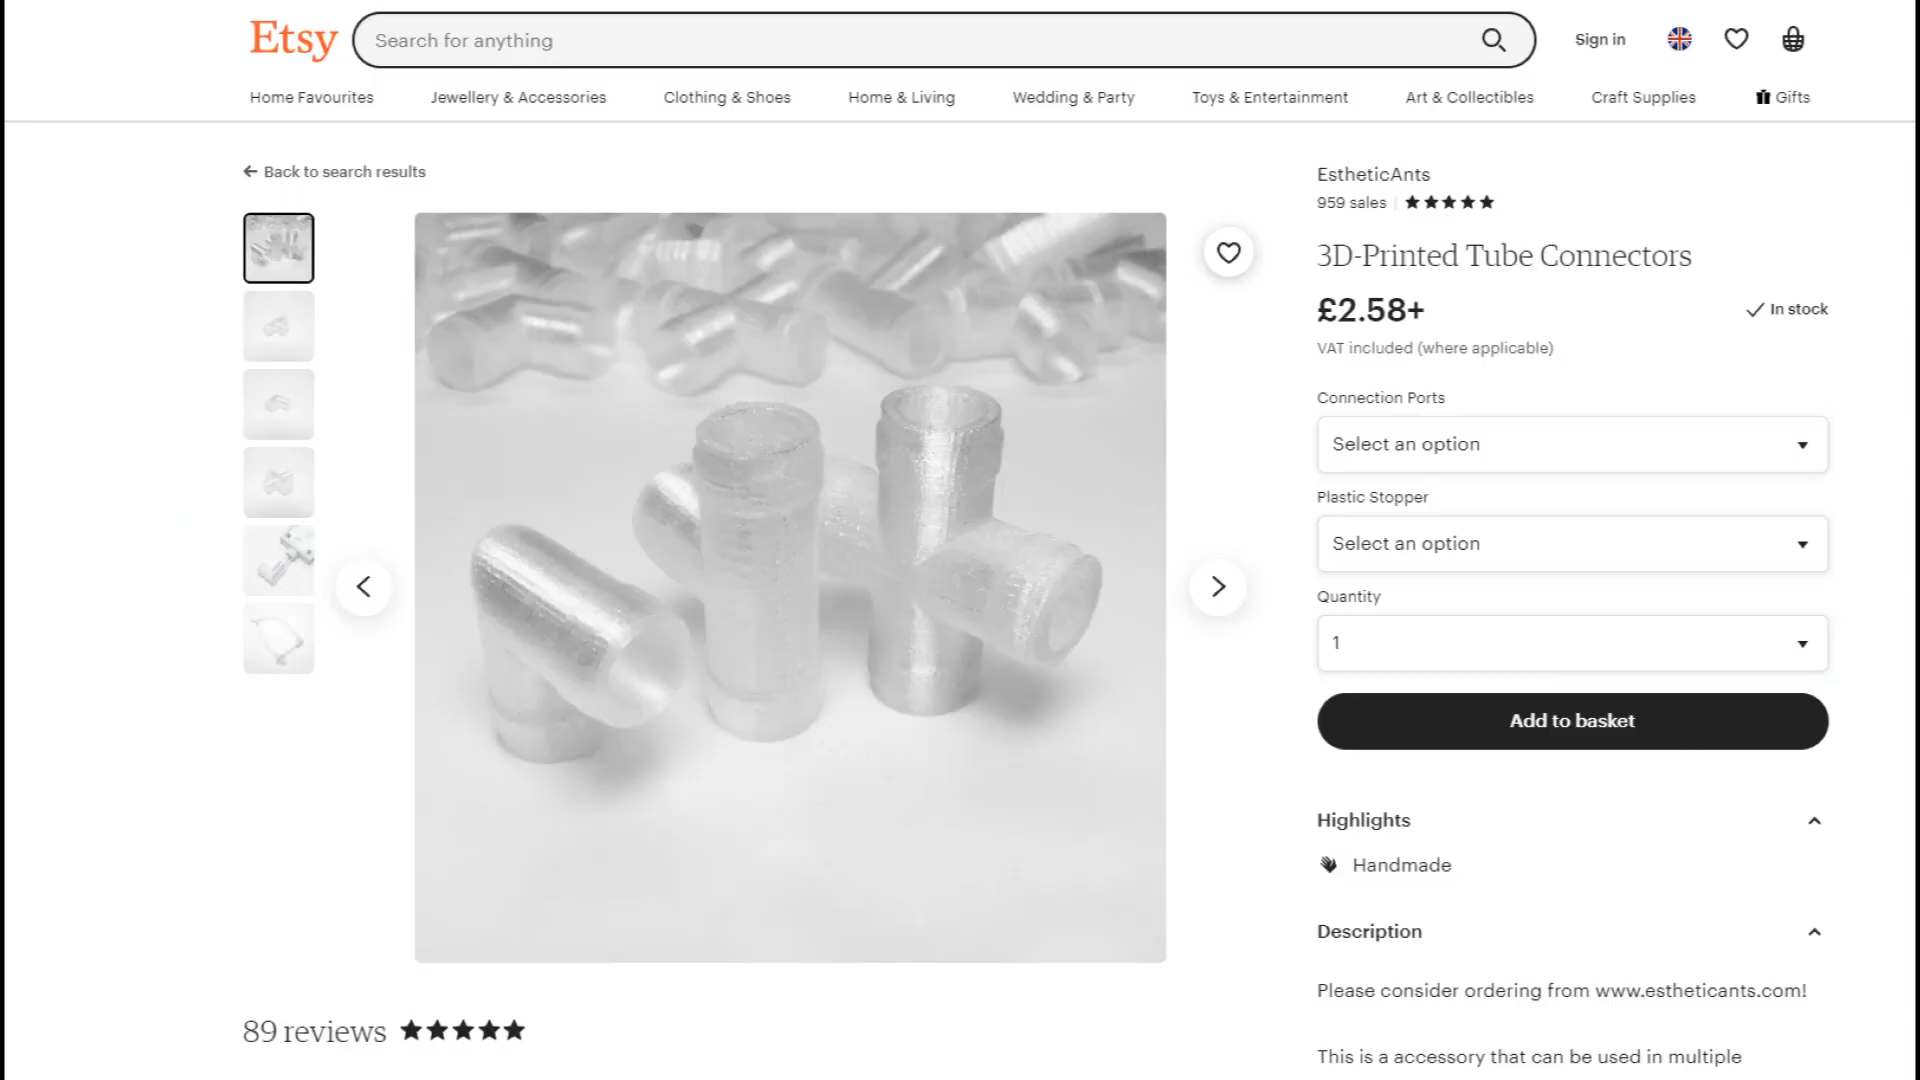 Etsy
Search for anything
Sign in
Home Favourites
Jewellery & Accessories
Clothing & Shoes
Home & Living
Wedding & Party
Toys & Entertainment
Art & Collectibles
Craft Supplies
Gifts
Back to search results
EstheticAnts
959 sales
3D-Printed Tube Connectors
£2.58+
In stock
VAT included (where applicable)
Connection Ports
Select an option
Plastic Stopper
Select an option
Quantity
1
Add to basket
Highlights
Handmade
Description
Please consider ordering from www.estheticants.com!
This is a accessory that can be used in multiple
89 reviews